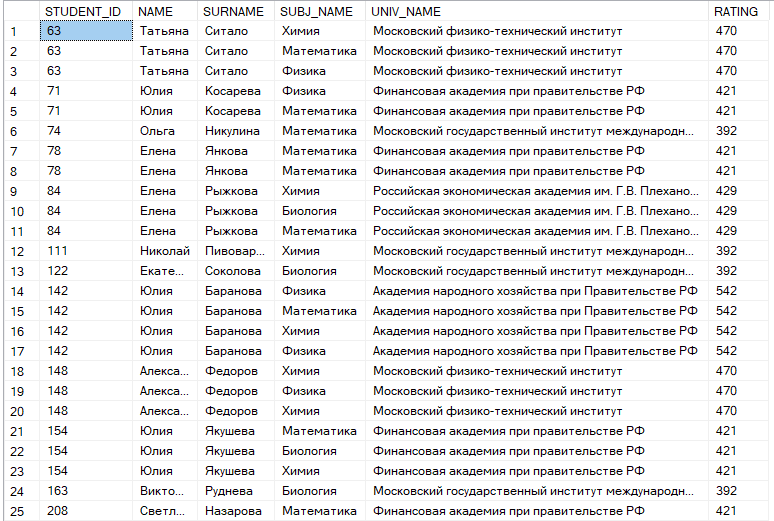 STUDENT_ID NAME SURNAME SUBJ_NAME UNIV_NAME RATING
1 63 Татьяна Ситало Химия Московский физико-технический институт 470
2 63 Татьяна Ситало Математика Московский физико-технический институт 470
3 63 Татьяна Ситало Физика Московский физико-технический институт 470
4 71 Юлия Косарева Физика Финансовая академия при правительстве РФ 421
5 71 Юлия Косарева Математика Финансовая академия при правительстве РФ 421
6 74 Ольга Никулина Математика Московский государственный институт международн... 392
7 78 Елена Янкова Математика Финансовая академия при правительстве РФ 421
8 78 Елена Янкова Математика Финансовая академия при правительстве РФ 421
9 84 Елена Рыжкова Химия Российская экономическая академия им. Г.В. Плехано... 429
10 84 Елена Рыжкова Биология Российская экономическая академия им. Г.В. Плехано... 429
11 84 Елена Рыжкова Математика Российская экономическая академия им. Г.В. Плехано... 429
12 111 Николай Пивовар... Химия Московский государственный институт международн... 392
13 122 Екате... Соколова Биология Московский государственный институт международн... 392
14 142 Юлия Баранова Физика Академия народного хозяйства при Правительстве РФ 542
15 142 Юлия Баранова Математика Академия народного хозяйства при Правительстве РФ 542
16 142 Юлия Баранова Химия Академия народного хозяйства при Правительстве РФ 542
17 142 Юлия Баранова Физика Академия народного хозяйства при Правительстве РФ 542
18 148 Алекса... Федоров Химия Московский физико-технический институт 470
19 148 Алекса... Федоров Физика Московский физико-технический институт 470
20 148 Алекса... Федоров Химия Московский физико-технический институт 470
21 154 Юлия Якушева Математика Финансовая академия при правительстве РФ 421
22 154 Юлия Якушева Биология Финансовая академия при правительстве РФ 421
23 154 Юлия Якушева Химия Финансовая академия при правительстве РФ 421
24 163 Викто... Руднева Биология Московский государственный институт международн... 392
25 208 Светл... Назарова Математика Финансовая академия при правительстве РФ 421